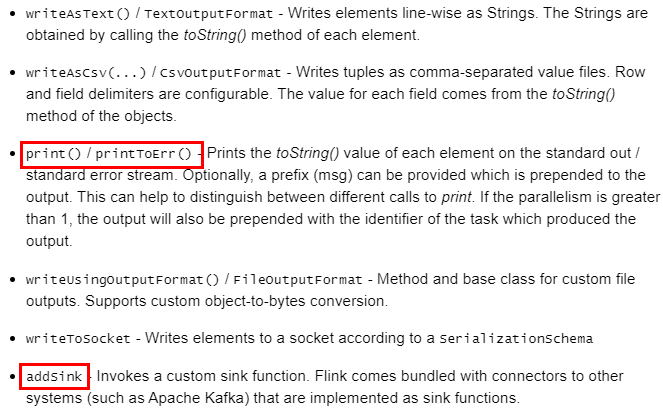 • writeAsText() / TextOutputFormat - Writes elements line-wise as Strings. The Strings are
obtained by calling the toString() method of each element.
• writeAsCsv(...) / CsvOutputFormat - Writes tuples as comma-separated value files. Row
and field delimiters are configurable. The value for each field comes from the toString()
method of the objects.
• print() / printToErr() - Prints the toString() value of each element on the standard out /
standard error stream. Optionally, a prefix (msg) can be provided which is prepended to the
output. This can help to distinguish between different calls to print. If the parallelism is greater
than 1, the output will also be prepended with the identifier of the task which produced the
output.
• writeUsingOutputFormat() / FileOutputFormat - Method and base class for custom file
outputs. Supports custom object-to-bytes conversion.
• writeToSocket - Writes elements to a socket according to a SerializationSchema
• addSink - Invokes a custom sink function. Flink comes bundled with connectors to other
systems (such as Apache Kafka) that are implemented as sink functions.